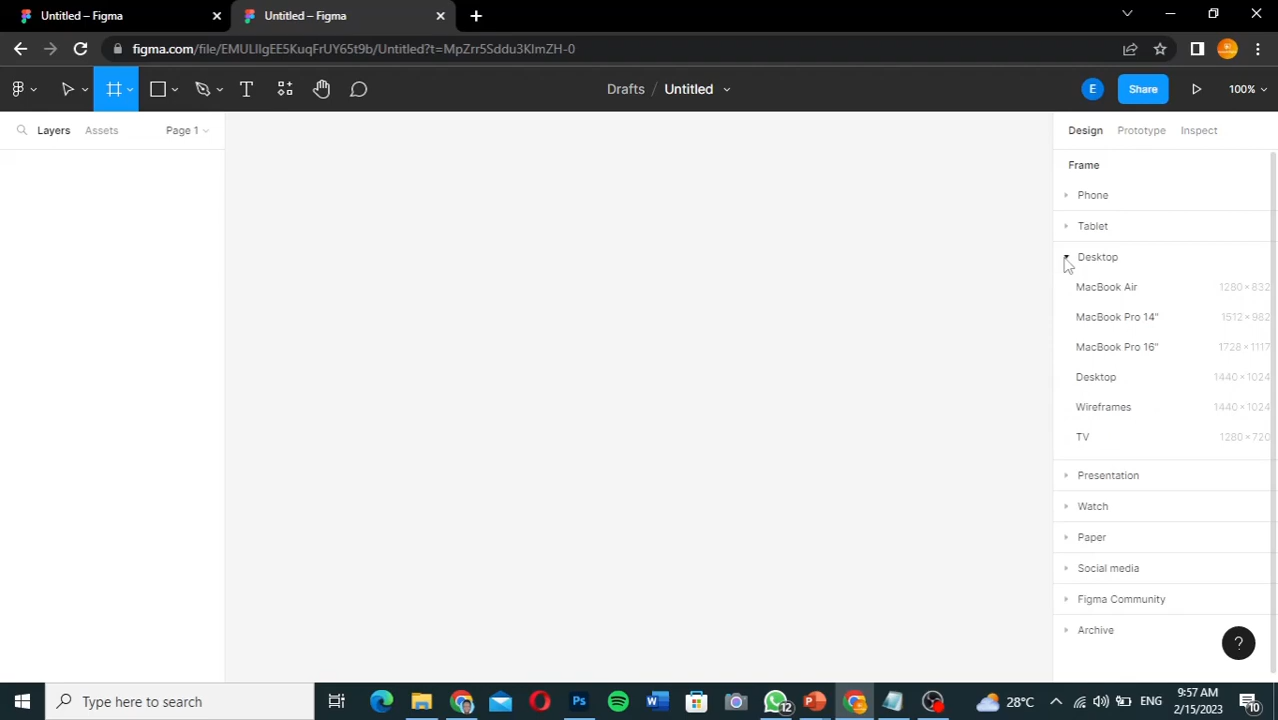 Untitled – Figma
Untitled – Figma
figma.com/file/EMULIlgEE5KuqFrUY65t9b/Untitled?t=MpZrr5Sddu3KlmZH-0
Drafts / Untitled
E
Share
100%
Layers
Assets
Page 1
Design
Prototype
Inspect
Frame
Phone
Tablet
Desktop
MacBook Air 1280×832
MacBook Pro 14" 1512×982
MacBook Pro 16" 1728×1117
Desktop 1440×1024
Wireframes 1440×1024
TV 1280×720
Presentation
Watch
Paper
Social media
Figma Community
Archive
?
Type here to search
Ps
12
28°C
ENG
9:57 AM
2/15/2023
10